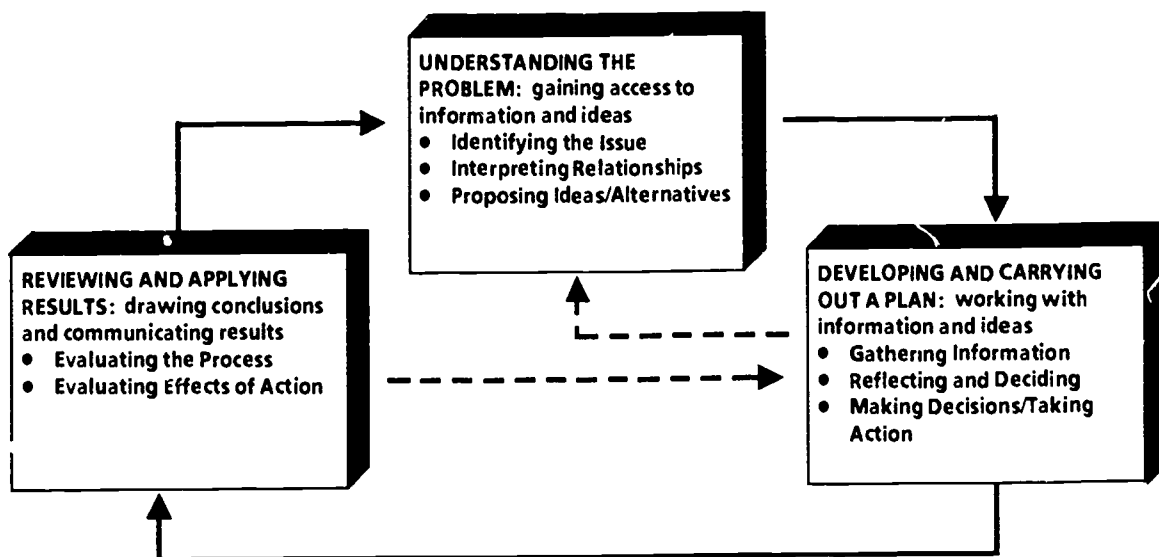 UNDERSTANDING THE
PROBLEM: gaining access to
information and ideas
● Identifying the Issue
● Interpreting Relationships
● Proposing Ideas/Alternatives
REVIEWING AND APPLYING
RESULTS: drawing conclusions
and communicating results
● Evaluating the Process
● Evaluating Effects of Action
DEVELOPING AND CARRYING
OUT A PLAN: working with
information and ideas
● Gathering Information
● Reflecting and Deciding
● Making Decisions/Taking
Action